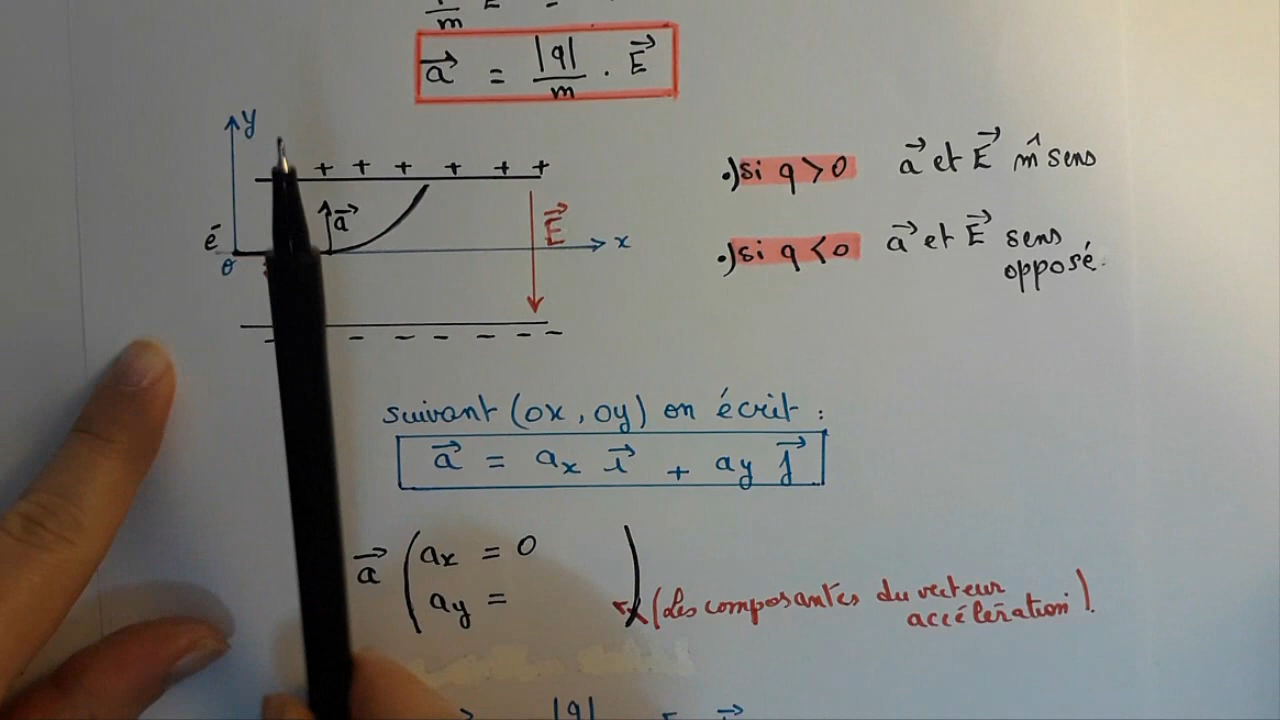 m
a⃗ = |q|/m . E⃗
y
+ + + + + +
a⃗
E⃗
e⁻
x
o
- - - - - - -
.) si q > 0 a⃗ et E⃗ m̂ sens
.) si q < 0 a⃗ et E⃗ sens
opposé.
suivant (ox, oy) on écrit :
a⃗ = ax i⃗ + ay j⃗
a⃗ ( ax = 0
ay = )
(Les composantes du vecteur
accélération).
|q|